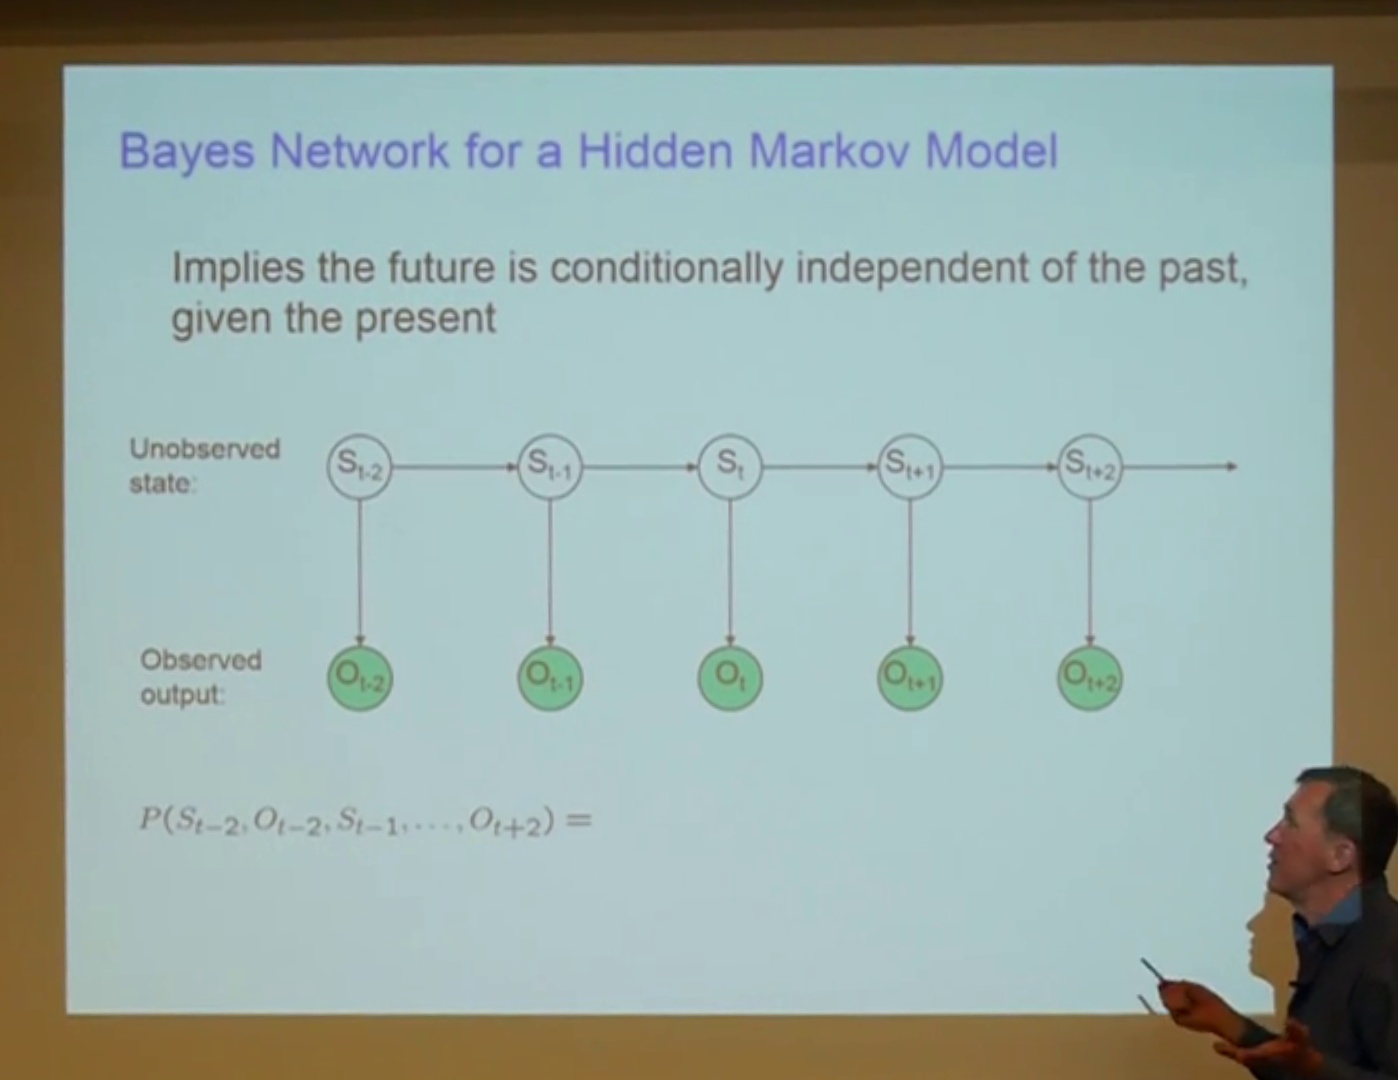 Bayes Network for a Hidden Markov Model
Implies the future is conditionally independent of the past,
given the present
Unobserved
state:
S_{t-2} S_{t-1} S_t S_{t+1} S_{t+2}
Observed
output:
O_{t-2} O_{t-1} O_t O_{t+1} O_{t+2}
P(S_{t-2}, O_{t-2}, S_{t-1}, ..., O_{t+2}) =